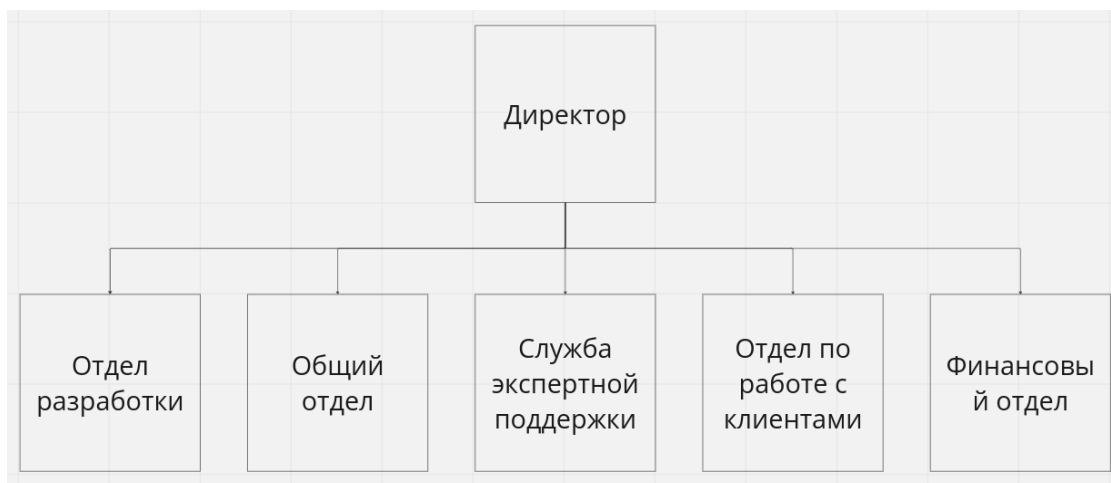 Директор
Отдел
разработки
Общий
отдел
Служба
экспертной
поддержки
Отдел по
работе с
клиентами
Финансовы
й отдел